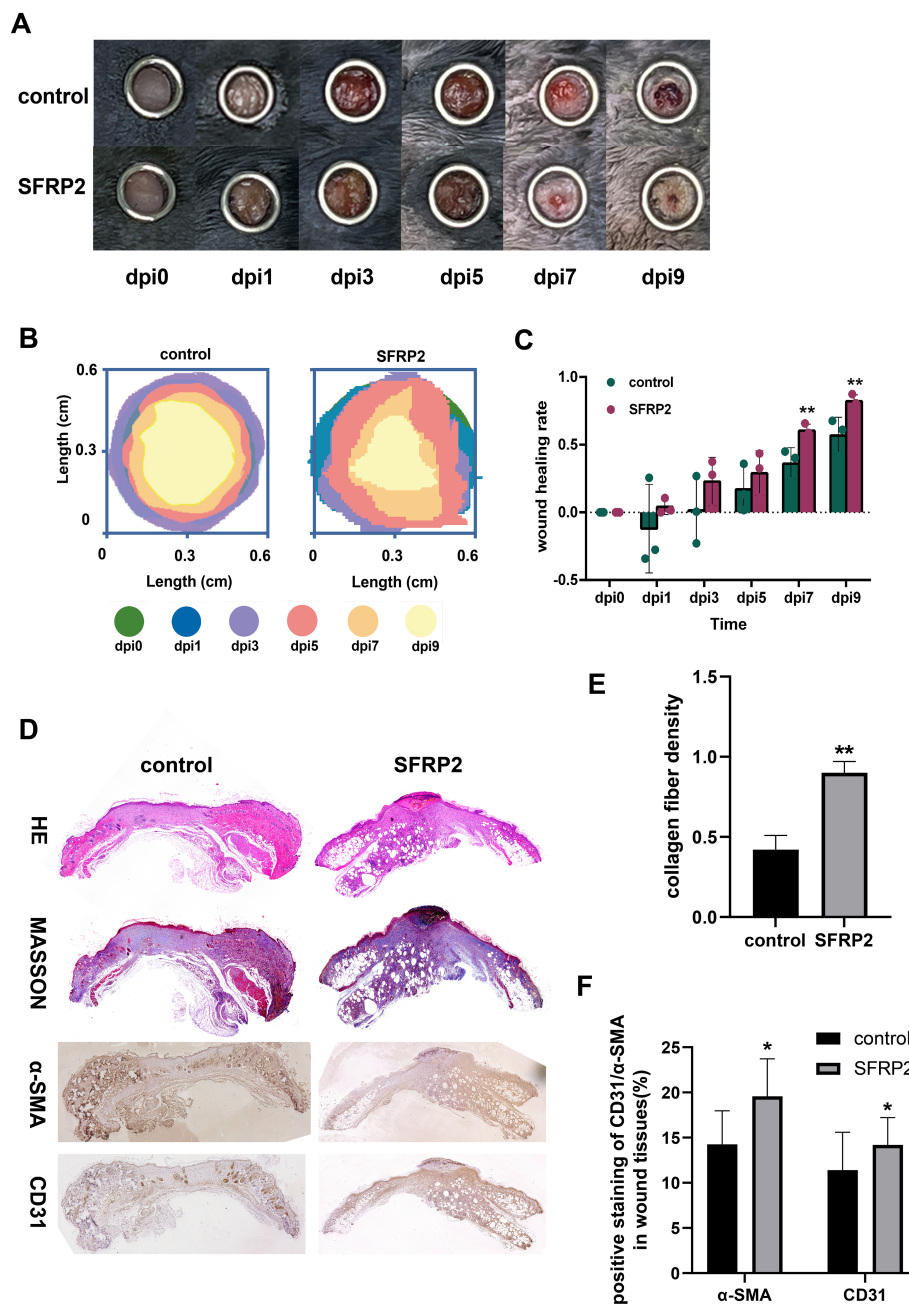 A
control
SFRP2
dpi0 dpi1 dpi3 dpi5 dpi7 dpi9
B
control SFRP2
0.6
Length (cm)
0.3
0
0 0.3 0.6 0 0.3 0.6
Length (cm) Length (cm)
dpi0 dpi1 dpi3 dpi5 dpi7 dpi9
C
control
SFRP2
wound healing rate
1.0
0.5
0.0
-0.5
** **
dpi0 dpi1 dpi3 dpi5 dpi7 dpi9
Time
D
control SFRP2
HE
MASSON
α-SMA
CD31
E
collagen fiber density
1.5
1.0
0.5
0.0
**
control SFRP2
F
control
SFRP2
positive staining of CD31/α-SMA
in wound tissues(%)
25
20
15
10
5
0
* *
α-SMA CD31